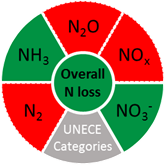 N₂O
NH₃
NOₓ
Overall
N loss
N₂
NO₃⁻
UNECE
Categories